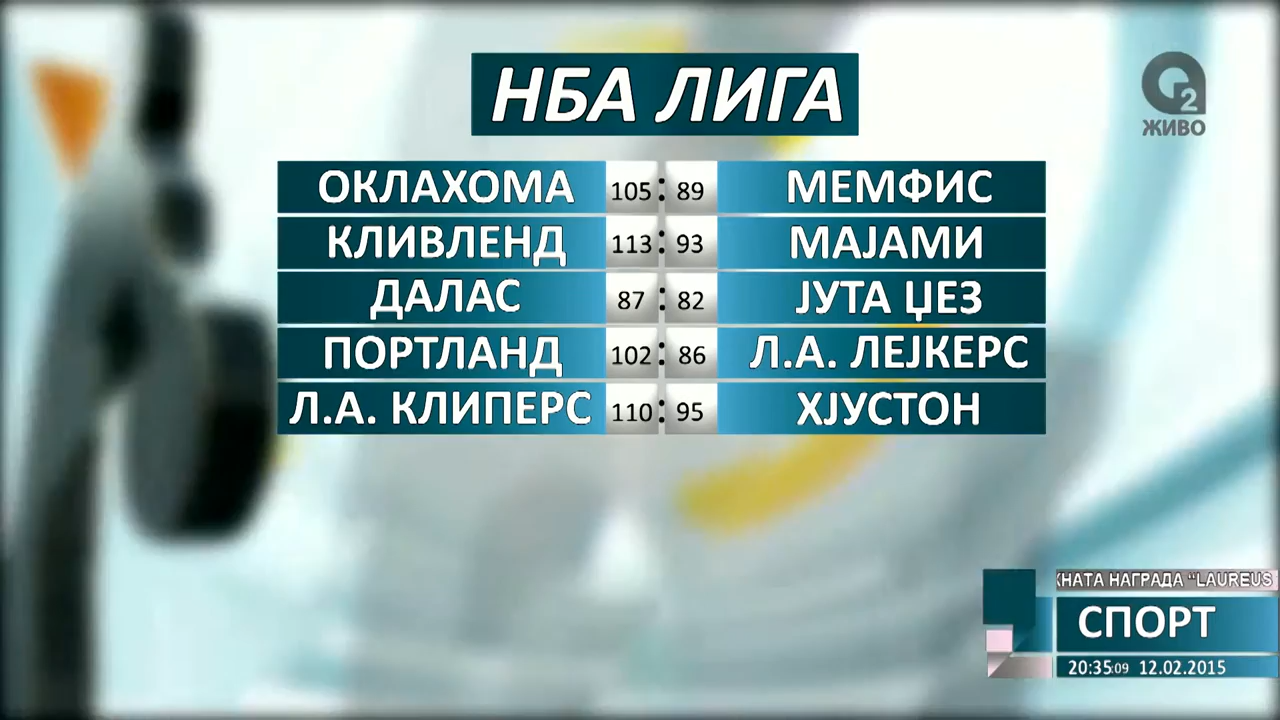 НБА ЛИГА
2
ЖИВО
ОКЛАХОМА 105 : 89 МЕМФИС
КЛИВЛЕНД 113 : 93 МАЈАМИ
ДАЛАС 87 : 82 ЈУТА ЏЕЗ
ПОРТЛАНД 102 : 86 Л.А. ЛЕЈКЕРС
Л.А. КЛИПЕРС 110 : 95 ХЈУСТОН
НАГРАДА "LAUREUS
СПОРТ
20:35:09 12.02.2015